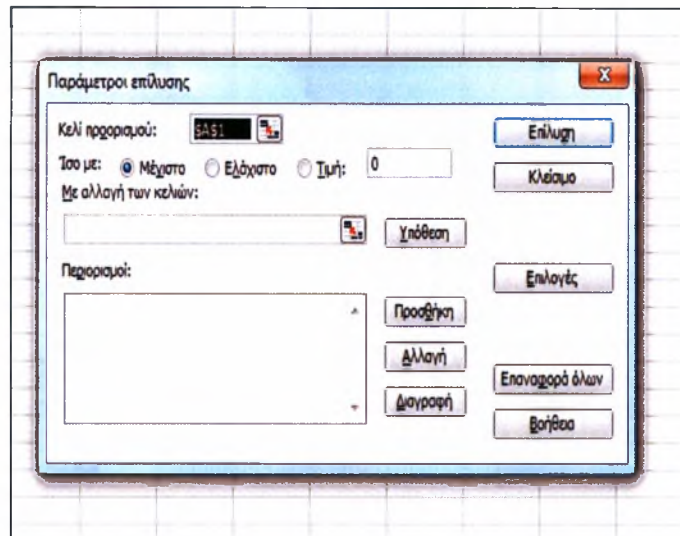 Παράμετροι επίλυσης
Κελί προορισμού: $A$1
Επίλυση
Ίσο με: Μέγιστο Ελάχιστο Τιμή: 0
Κλείσιμο
Με αλλαγή των κελιών:
Υπόθεση
Περιορισμοί:
Επιλογές
Προσθήκη
Αλλαγή
Επαναφορά όλων
Διαγραφή
Βοήθεια